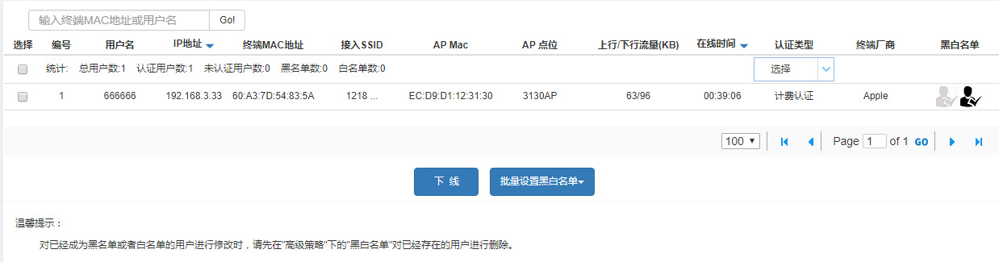 输入终端MAC地址或用户名 Go!
选择 编号 用户名 IP地址 终端MAC地址 接入SSID AP Mac AP 点位 上行/下行流量(KB) 在线时间 认证类型 终端厂商 黑白名单
统计: 总用户数:1 认证用户数:1 未认证用户数:0 黑名单数:0 白名单数:0 选择
1 666666 192.168.3.33 60:A3:7D:54:83:5A 1218 ... EC:D9:D1:12:31:30 3130AP 63/96 00:39:06 计费认证 Apple
100 Page 1 of 1 GO
下 线 批量设置黑白名单
温馨提示：
对已经成为黑名单或者白名单的用户进行修改时，请先在"高级策略"下的"黑白名单"对已经存在的用户进行删除。